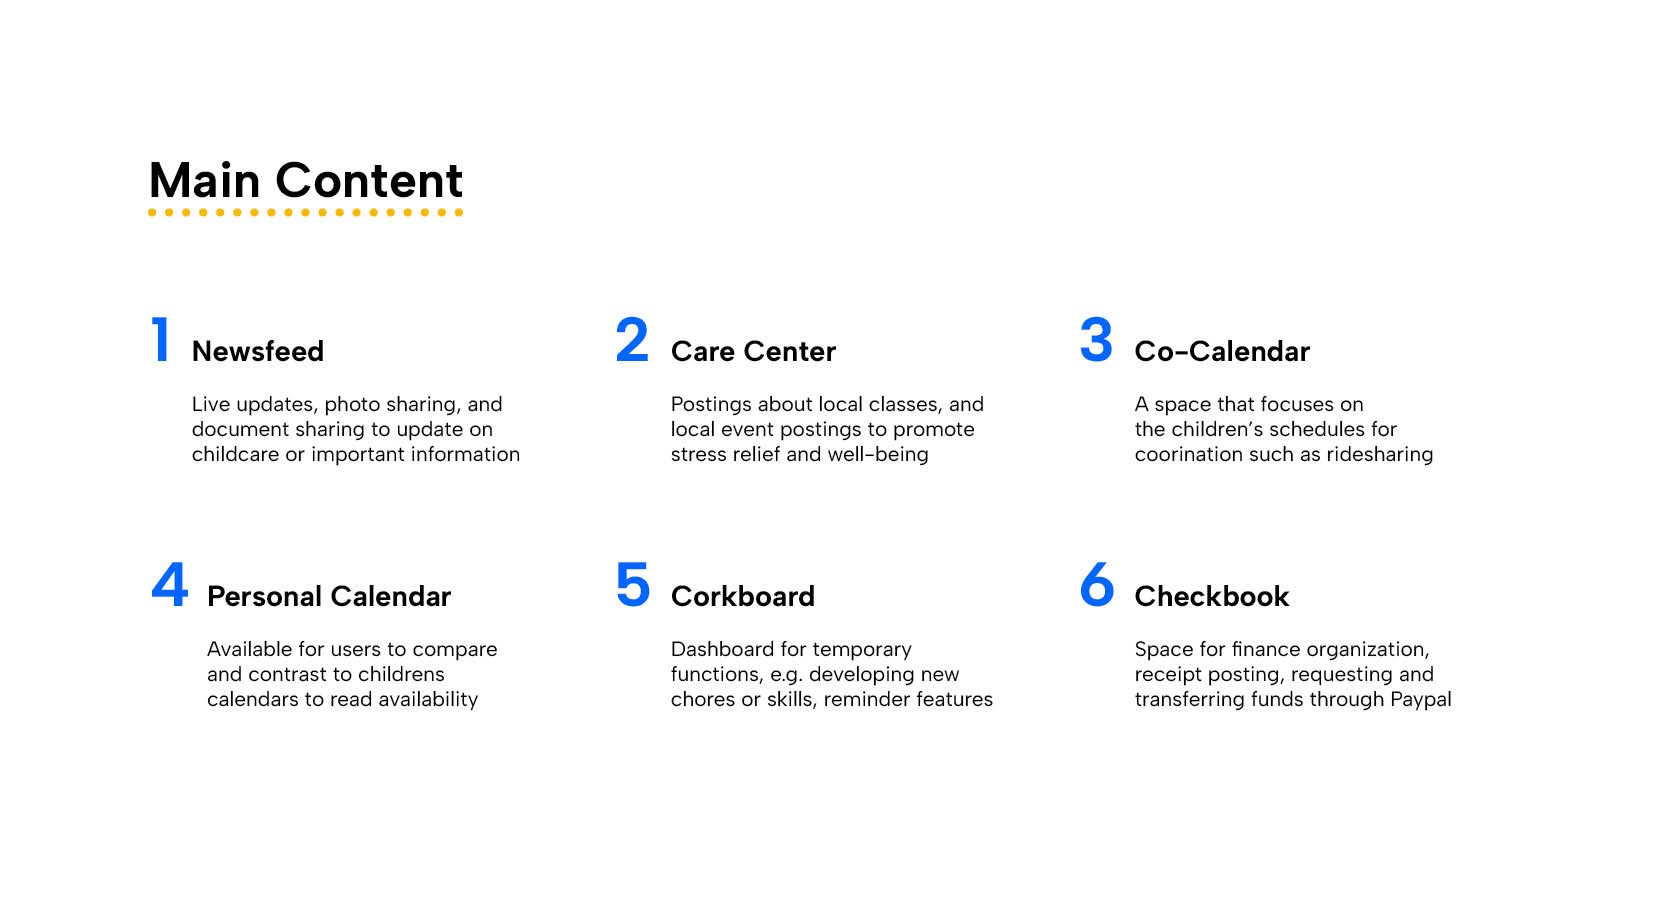 Main Content
1 Newsfeed
Live updates, photo sharing, and
document sharing to update on
childcare or important information
2 Care Center
Postings about local classes, and
local event postings to promote
stress relief and well-being
3 Co-Calendar
A space that focuses on
the children’s schedules for
coorination such as ridesharing
4 Personal Calendar
Available for users to compare
and contrast to childrens
calendars to read availability
5 Corkboard
Dashboard for temporary
functions, e.g. developing new
chores or skills, reminder features
6 Checkbook
Space for finance organization,
receipt posting, requesting and
transferring funds through Paypal